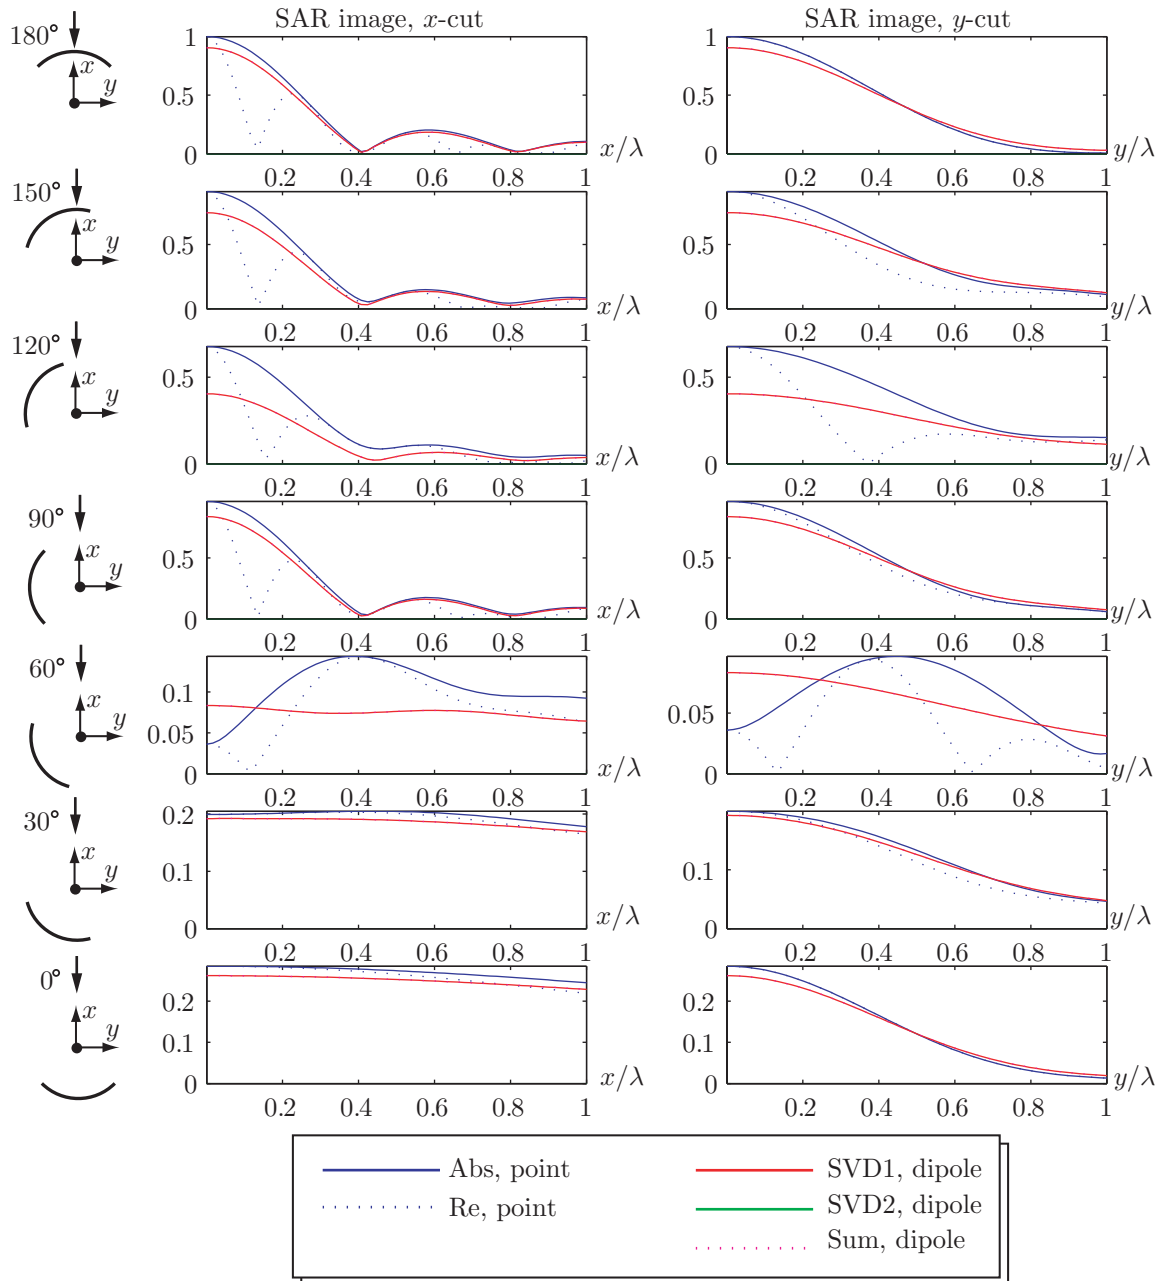 SAR image, x-cut SAR image, y-cut
180°
x
y
1
0.5
0
x/λ
0.2 0.4 0.6 0.8 1
1
0.5
0
y/λ
0.2 0.4 0.6 0.8 1
150°
x
y
0.5
0
x/λ
0.2 0.4 0.6 0.8 1
0.5
0
y/λ
0.2 0.4 0.6 0.8 1
120°
x
y
0.5
0
x/λ
0.2 0.4 0.6 0.8 1
0.5
0
y/λ
0.2 0.4 0.6 0.8 1
90°
x
y
0.5
0
x/λ
0.2 0.4 0.6 0.8 1
0.5
0
y/λ
0.2 0.4 0.6 0.8 1
60°
x
y
0.1
0.05
0
x/λ
0.2 0.4 0.6 0.8 1
0.05
0
y/λ
0.2 0.4 0.6 0.8 1
30°
x
y
0.2
0.1
0
x/λ
0.2 0.4 0.6 0.8 1
0.1
0
y/λ
0.2 0.4 0.6 0.8 1
0°
x
y
0.2
0.1
0
x/λ
0.2 0.4 0.6 0.8 1
0.2
0.1
0
y/λ
0.2 0.4 0.6 0.8 1
Abs, point
Re, point
SVD1, dipole
SVD2, dipole
Sum, dipole